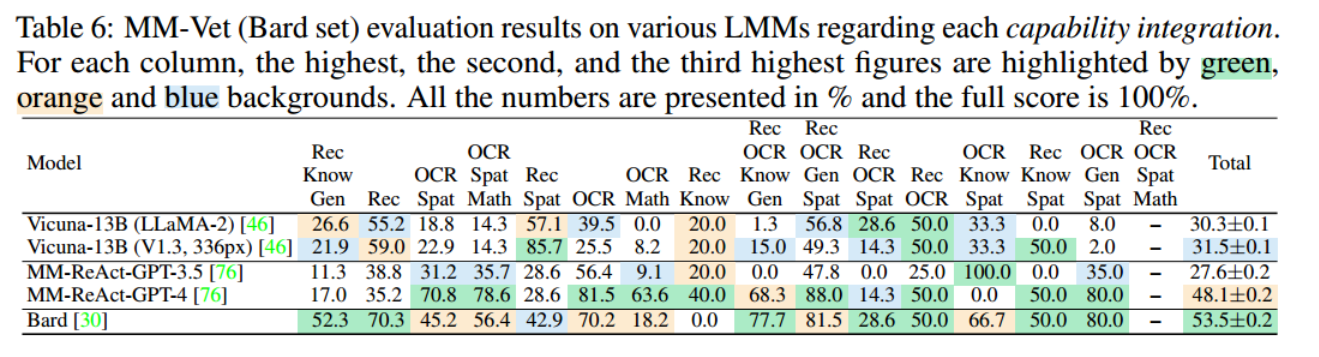 Table 6: MM-Vet (Bard set) evaluation results on various LMMs regarding each capability integration.
For each column, the highest, the second, and the third highest figures are highlighted by green,
orange and blue backgrounds. All the numbers are presented in % and the full score is 100%.
Rec Rec Rec
Rec OCR OCR OCR Rec OCR Rec OCR OCR
Model Know OCR Spat Rec OCR Rec Know Gen OCR Rec Know Know Gen Spat Total
Gen Rec Spat Math Spat OCR Math Know Gen Spat Spat OCR Spat Spat Spat Math
Vicuna-13B (LLaMA-2) [46] 26.6 55.2 18.8 14.3 57.1 39.5 0.0 20.0 1.3 56.8 28.6 50.0 33.3 0.0 8.0 – 30.3±0.1
Vicuna-13B (V1.3, 336px) [46] 21.9 59.0 22.9 14.3 85.7 25.5 8.2 20.0 15.0 49.3 14.3 50.0 33.3 50.0 2.0 – 31.5±0.1
MM-ReAct-GPT-3.5 [76] 11.3 38.8 31.2 35.7 28.6 56.4 9.1 20.0 0.0 47.8 0.0 25.0 100.0 0.0 35.0 – 27.6±0.2
MM-ReAct-GPT-4 [76] 17.0 35.2 70.8 78.6 28.6 81.5 63.6 40.0 68.3 88.0 14.3 50.0 0.0 50.0 80.0 – 48.1±0.2
Bard [30] 52.3 70.3 45.2 56.4 42.9 70.2 18.2 0.0 77.7 81.5 28.6 50.0 66.7 50.0 80.0 – 53.5±0.2